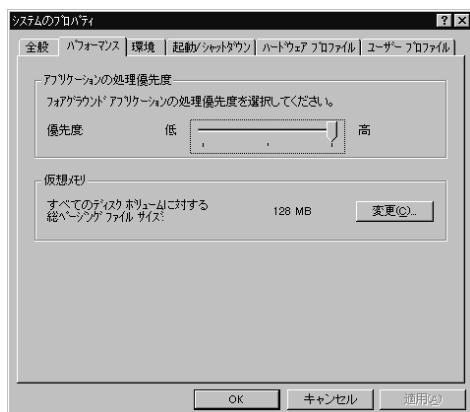 システムのプロパティ
全般 パフォーマンス 環境 起動/シャットダウン ハードウェア プロファイル ユーザー プロファイル
アプリケーションの処理優先度
フォアグラウンド アプリケーションの処理優先度を選択してください。
優先度 低 高
仮想メモリ
すべてのディスク ボリュームに対する
総ページング ファイル サイズ: 128 MB 変更(C)...
OK キャンセル 適用(A)